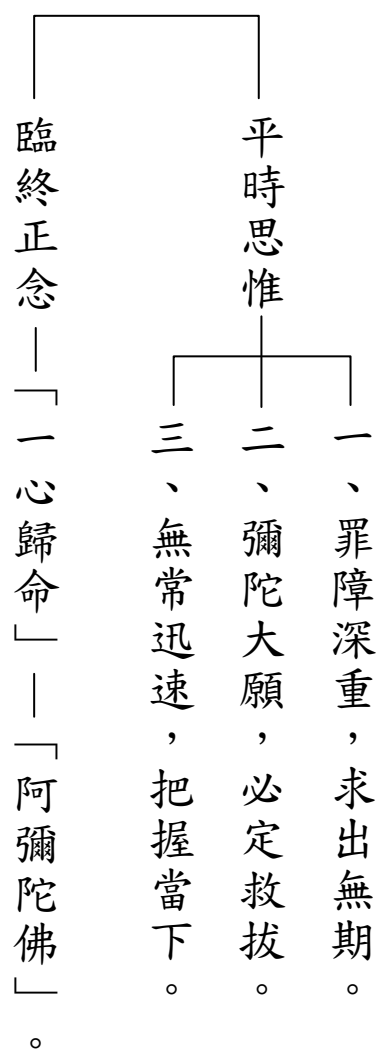 平時思惟
一、罪障深重，求出無期。
二、彌陀大願，必定救拔。
三、無常迅速，把握當下。
臨終正念—「一心歸命」—「阿彌陀佛」。